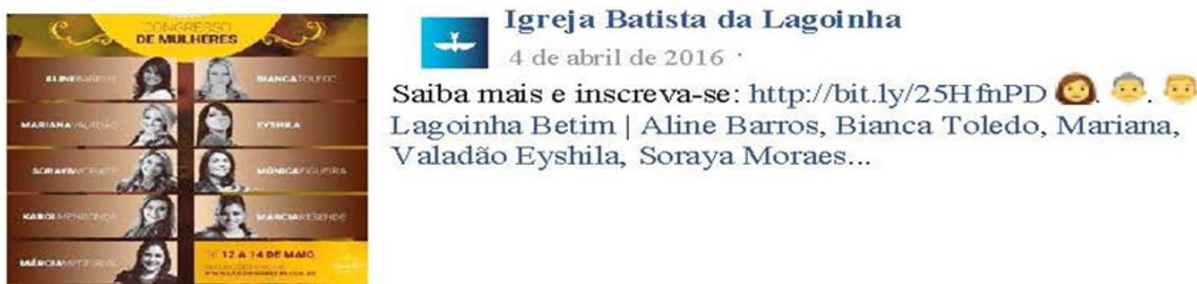 CONGRESSO
DE MULHERES
ALINE BARROS
BIANCA TOLEDO
MARIANA VALADÃO
EYSHILA
SORAYA MORAES
MÔNICA FIGUEIRA
KAROL MENDONÇA
MÁRCIA RESENDE
MÁRCIA
DE 12 A 14 DE MAIO
Igreja Batista da Lagoinha
4 de abril de 2016 ·
Saiba mais e inscreva-se: http://bit.ly/25HfnPD . .
Lagoinha Betim | Aline Barros, Bianca Toledo, Mariana,
Valadão Eyshila, Soraya Moraes...